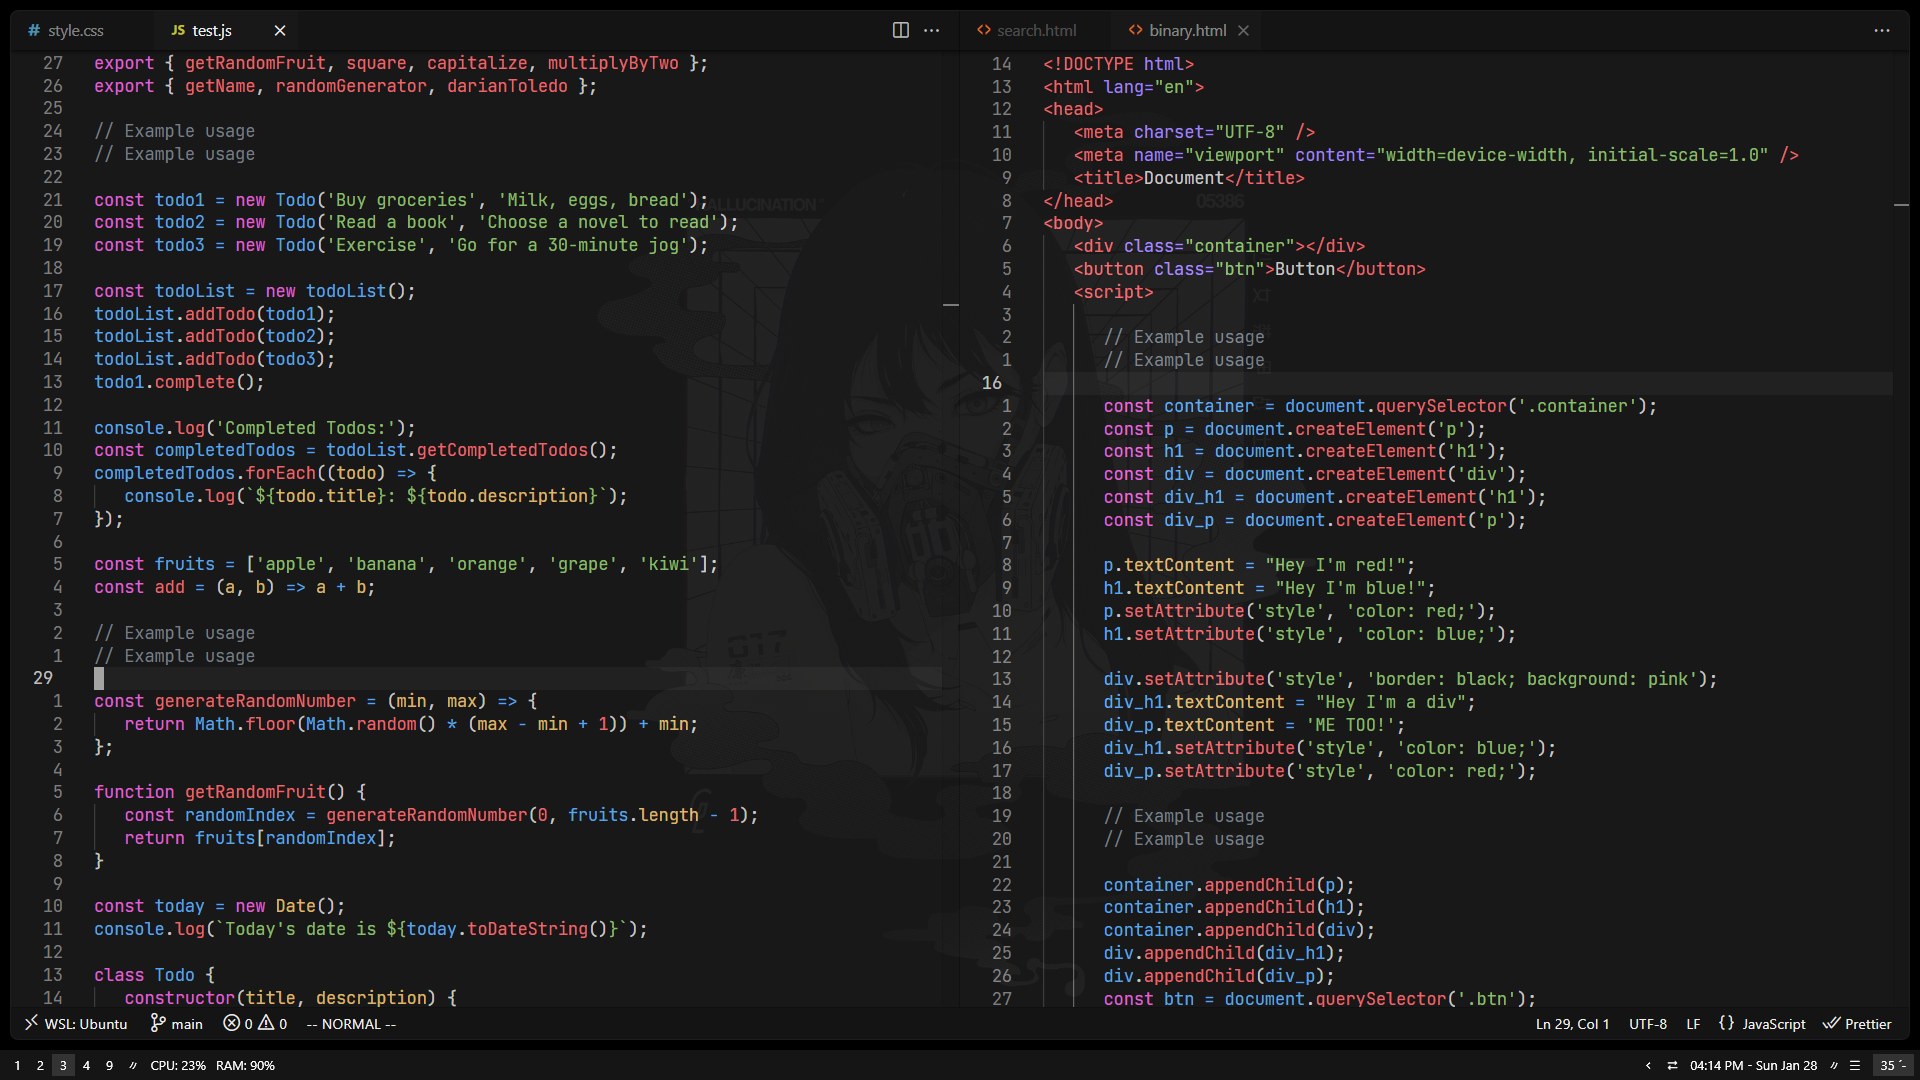 # style.css
JS test.js
search.html
binary.html
27 export { getRandomFruit, square, capitalize, multiplyByTwo };
26 export { getName, randomGenerator, darianToledo };
25
24 // Example usage
23 // Example usage
22
21 const todo1 = new Todo('Buy groceries', 'Milk, eggs, bread');
20 const todo2 = new Todo('Read a book', 'Choose a novel to read');
19 const todo3 = new Todo('Exercise', 'Go for a 30-minute jog');
18
17 const todoList = new todoList();
16 todoList.addTodo(todo1);
15 todoList.addTodo(todo2);
14 todoList.addTodo(todo3);
13 todo1.complete();
12
11 console.log('Completed Todos:');
10 const completedTodos = todoList.getCompletedTodos();
9 completedTodos.forEach((todo) => {
8 console.log(`${todo.title}: ${todo.description}`);
7 });
6
5 const fruits = ['apple', 'banana', 'orange', 'grape', 'kiwi'];
4 const add = (a, b) => a + b;
3
2 // Example usage
1 // Example usage
29
1 const generateRandomNumber = (min, max) => {
2 return Math.floor(Math.random() * (max - min + 1)) + min;
3 };
4
5 function getRandomFruit() {
6 const randomIndex = generateRandomNumber(0, fruits.length - 1);
7 return fruits[randomIndex];
8 }
9
10 const today = new Date();
11 console.log(`Today's date is ${today.toDateString()}`);
12
13 class Todo {
14 constructor(title, description) {
14 <!DOCTYPE html>
13 <html lang="en">
12 <head>
11 <meta charset="UTF-8" />
10 <meta name="viewport" content="width=device-width, initial-scale=1.0" />
9 <title>Document</title>
8 </head>
7 <body>
6 <div class="container"></div>
5 <button class="btn">Button</button>
4 <script>
3
2 // Example usage
1 // Example usage
16
1 const container = document.querySelector('.container');
2 const p = document.createElement('p');
3 const h1 = document.createElement('h1');
4 const div = document.createElement('div');
5 const div_h1 = document.createElement('h1');
6 const div_p = document.createElement('p');
7
8 p.textContent = "Hey I'm red!";
9 h1.textContent = "Hey I'm blue!";
10 p.setAttribute('style', 'color: red;');
11 h1.setAttribute('style', 'color: blue;');
12
13 div.setAttribute('style', 'border: black; background: pink');
14 div_h1.textContent = "Hey I'm a div";
15 div_p.textContent = 'ME TOO!';
16 div_h1.setAttribute('style', 'color: blue;');
17 div_p.setAttribute('style', 'color: red;');
18
19 // Example usage
20 // Example usage
21
22 container.appendChild(p);
23 container.appendChild(h1);
24 container.appendChild(div);
25 div.appendChild(div_h1);
26 div.appendChild(div_p);
27 const btn = document.querySelector('.btn');
05386
017
WSL: Ubuntu main 0 0 -- NORMAL --
Ln 29, Col 1 UTF-8 LF {} JavaScript Prettier
1 2 3 4 9 // CPU: 23% RAM: 90%
04:14 PM - Sun Jan 28 //
35